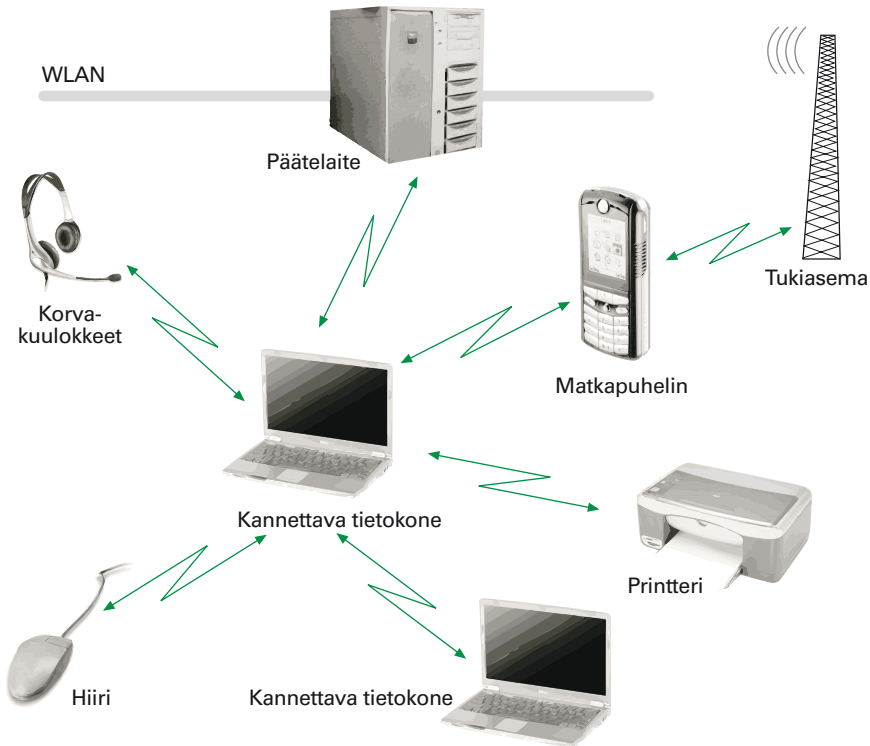 WLAN
Päätelaite
Korva-
kuulokkeet
Tukiasema
Matkapuhelin
Kannettava tietokone
Printteri
Hiiri
Kannettava tietokone